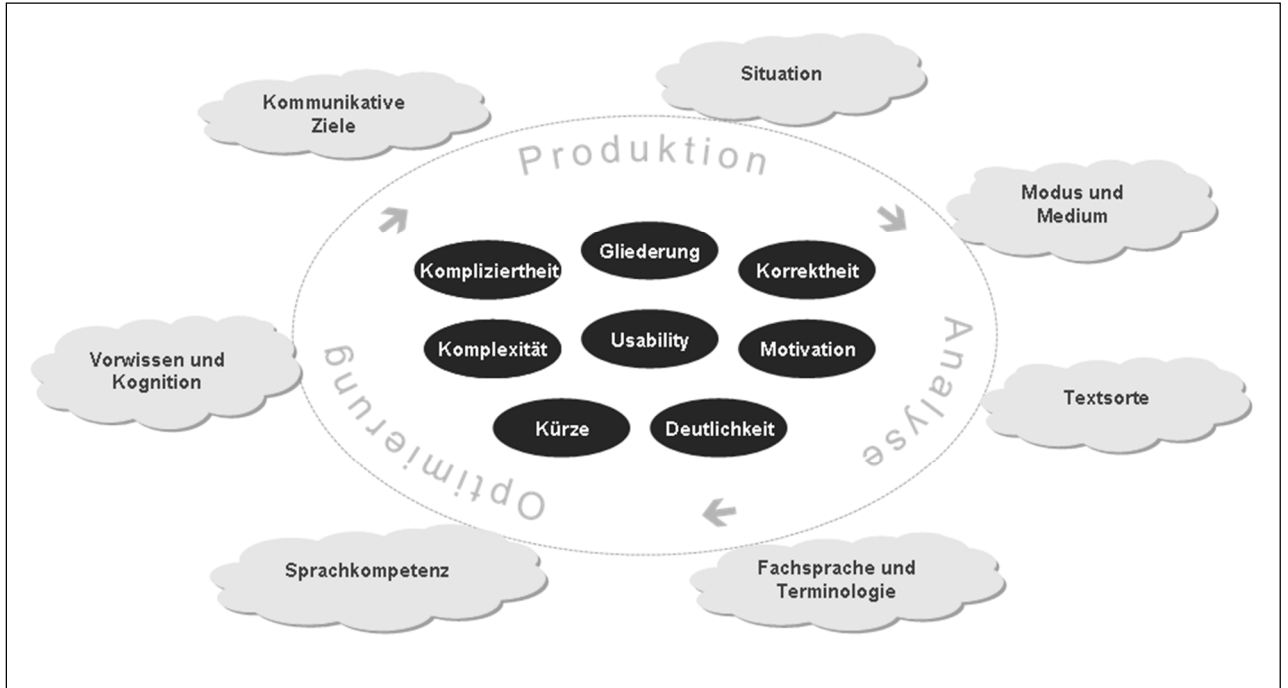 Situation
Kommunikative
Ziele
Produktion
Modus und
Medium
Gliederung
Kompliziertheit
Korrektheit
Analyse
Usability
Komplexität
Motivation
Optimierung
Vorwissen und
Kognition
Textsorte
Kürze
Deutlichkeit
Sprachkompetenz
Fachsprache und
Terminologie